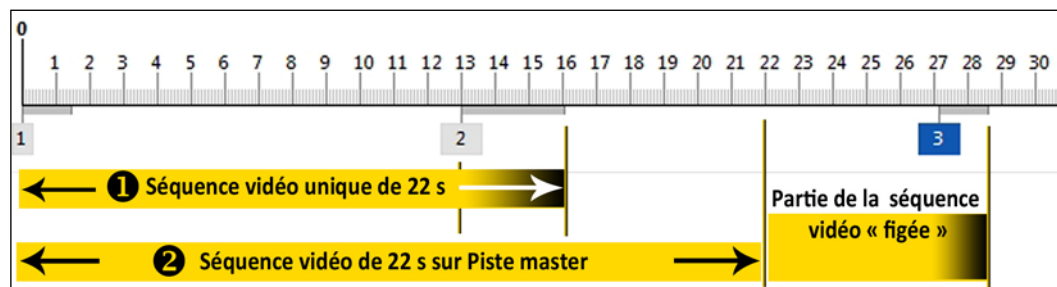 0
1 2 3 4 5 6 7 8 9 10 11 12 13 14 15 16 17 18 19 20 21 22 23 24 25 26 27 28 29 30
1 2 3
❶ Séquence vidéo unique de 22 s
Partie de la séquence
vidéo « figée »
❷ Séquence vidéo de 22 s sur Piste master